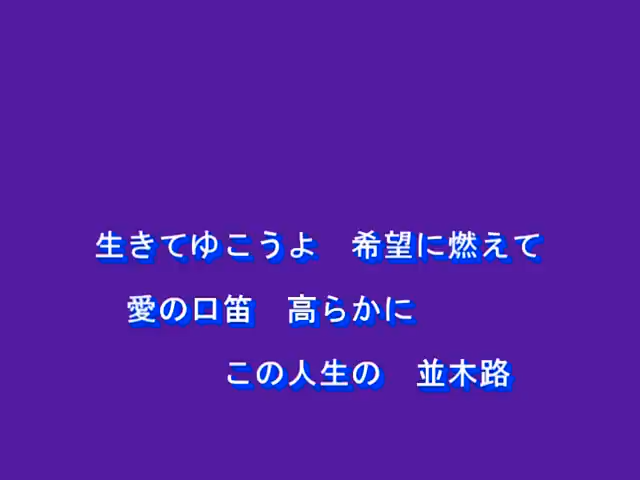 生きてゆこうよ　希望に燃えて
愛の口笛　高らかに
この人生の　並木路